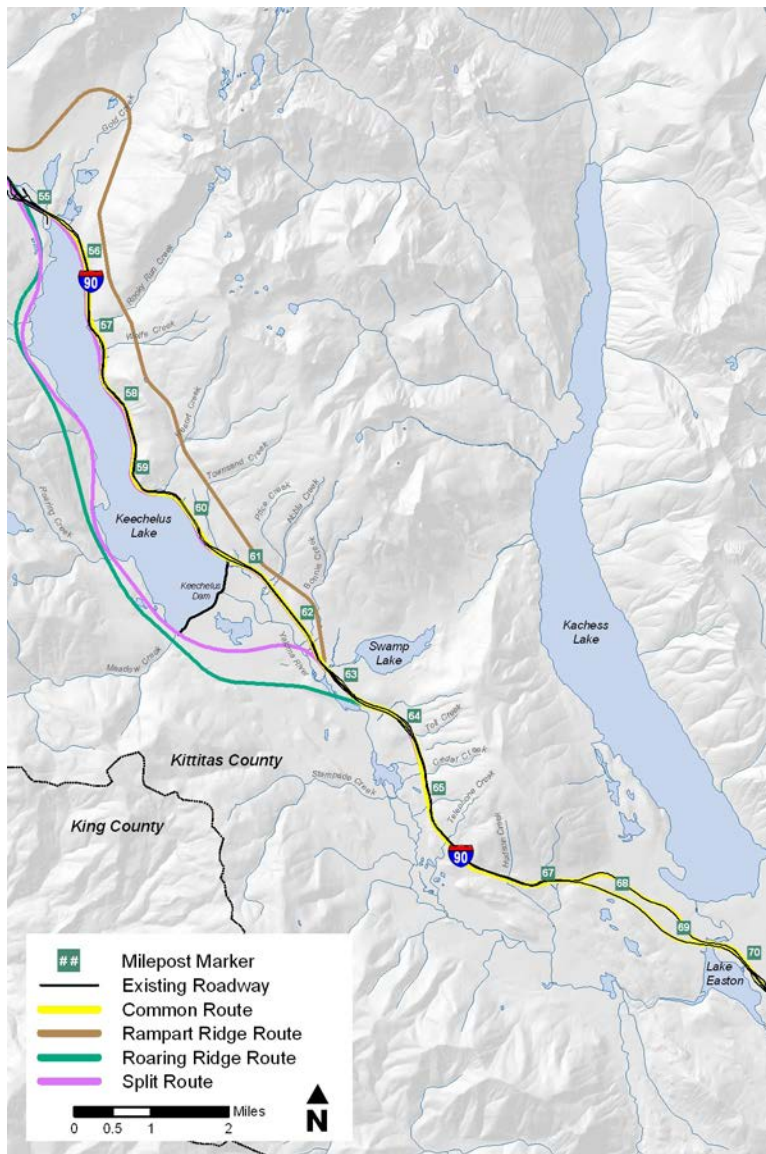 Gold Creek
55
56
90
Rocky Run Creek
57
Wolfe Creek
58
Resort Creek
59
Townsend Creek
Roaring Creek
60
Price Creek
Noble Creek
Keechelus
Lake
61
Bonnie Creek
Keechelus
Dam
62
Kachess
Lake
Swamp
Lake
Meadow Creek
Yakima River
63
64
Toll Creek
Kittitas County
Cedar Creek
Stampede Creek
65
King County
Telephone Creek
Hudson Creek
90
67
68
69
70
Lake
Easton
## Milepost Marker
Existing Roadway
Common Route
Rampart Ridge Route
Roaring Ridge Route
Split Route
Miles
0 0.5 1 2
N